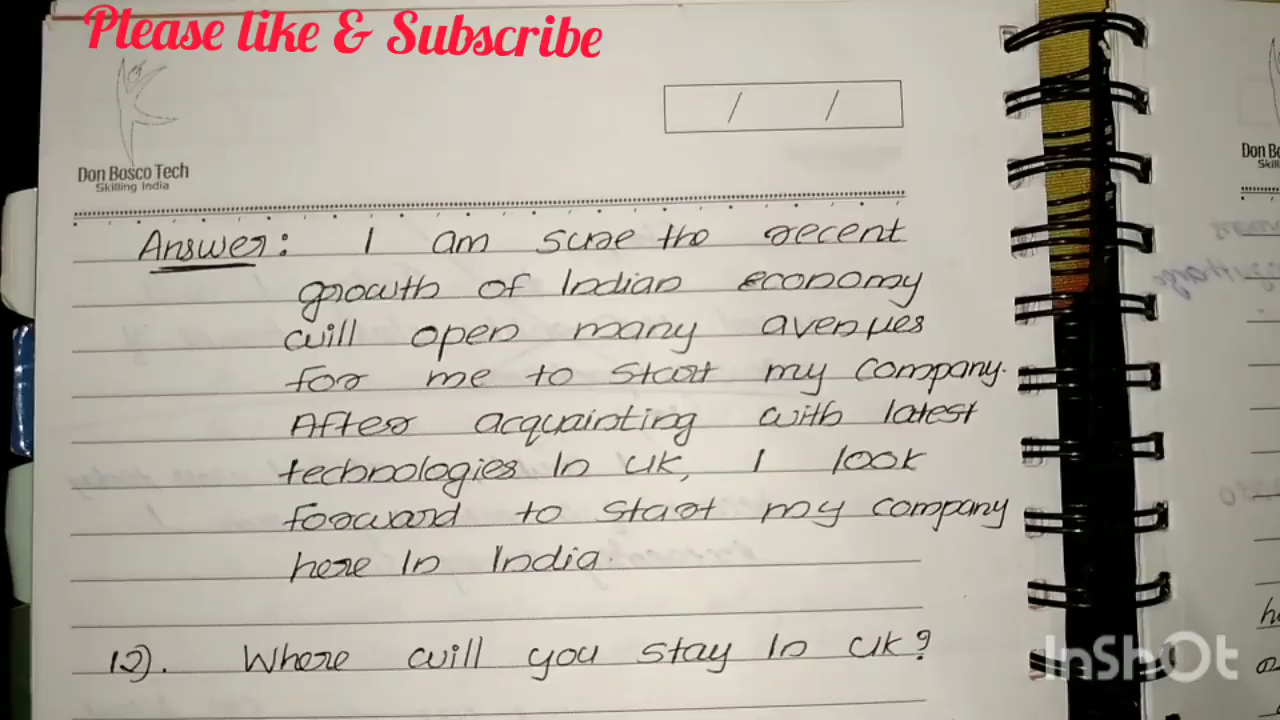 Please like & Subscribe
/ /
Don Bosco Tech
Skilling India
Answer: I am sure the recent
growth of Indian economy
will open many avenues
for me to start my company.
After acquainting with latest
technologies In UK, I look
forward to start my company
here In India.
12). Where will you stay In UK?
InShOt